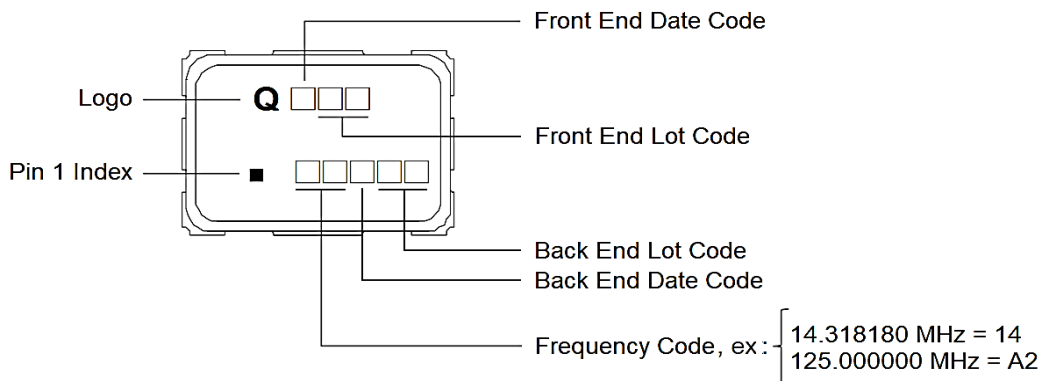 Front End Date Code
Logo
Q
Front End Lot Code
Pin 1 Index
Back End Lot Code
Back End Date Code
Frequency Code, ex:
14.318180 MHz = 14
125.000000 MHz = A2